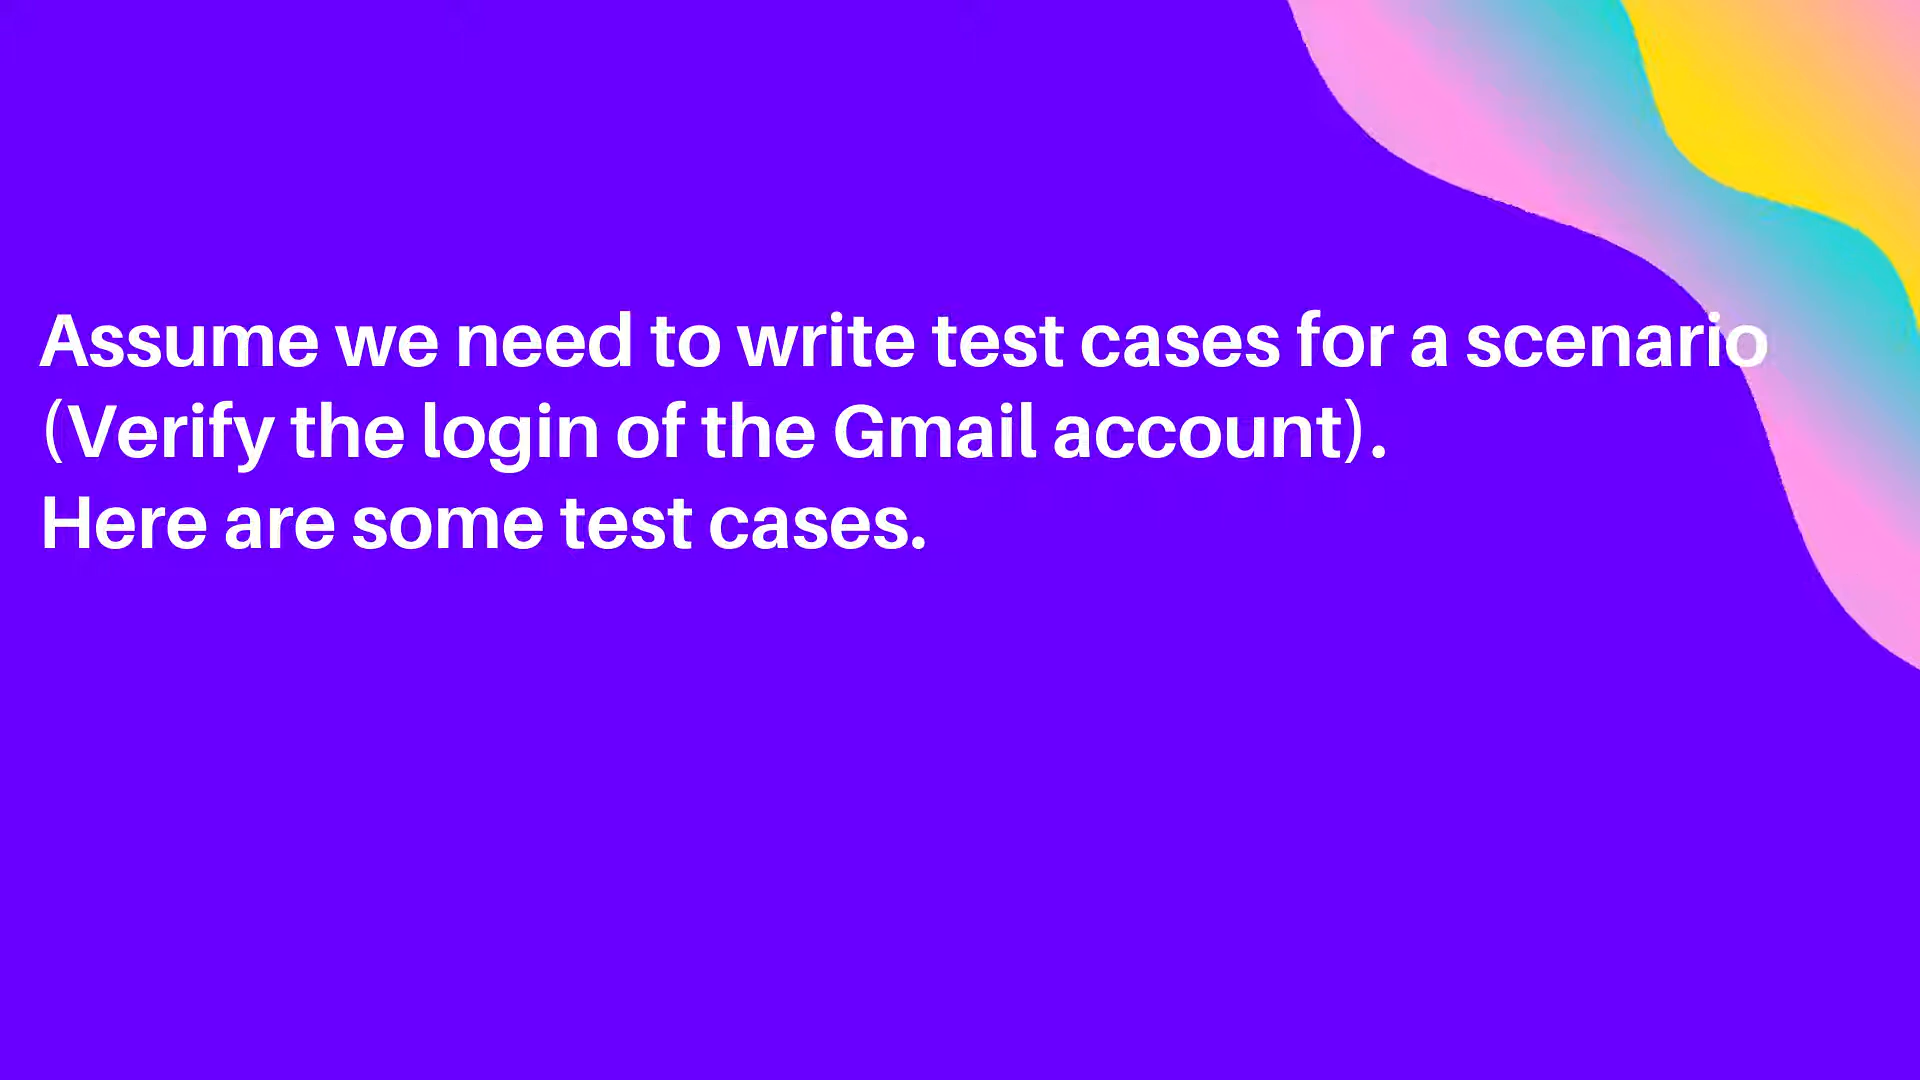 Assume we need to write test cases for a scenario
(Verify the login of the Gmail account).
Here are some test cases.